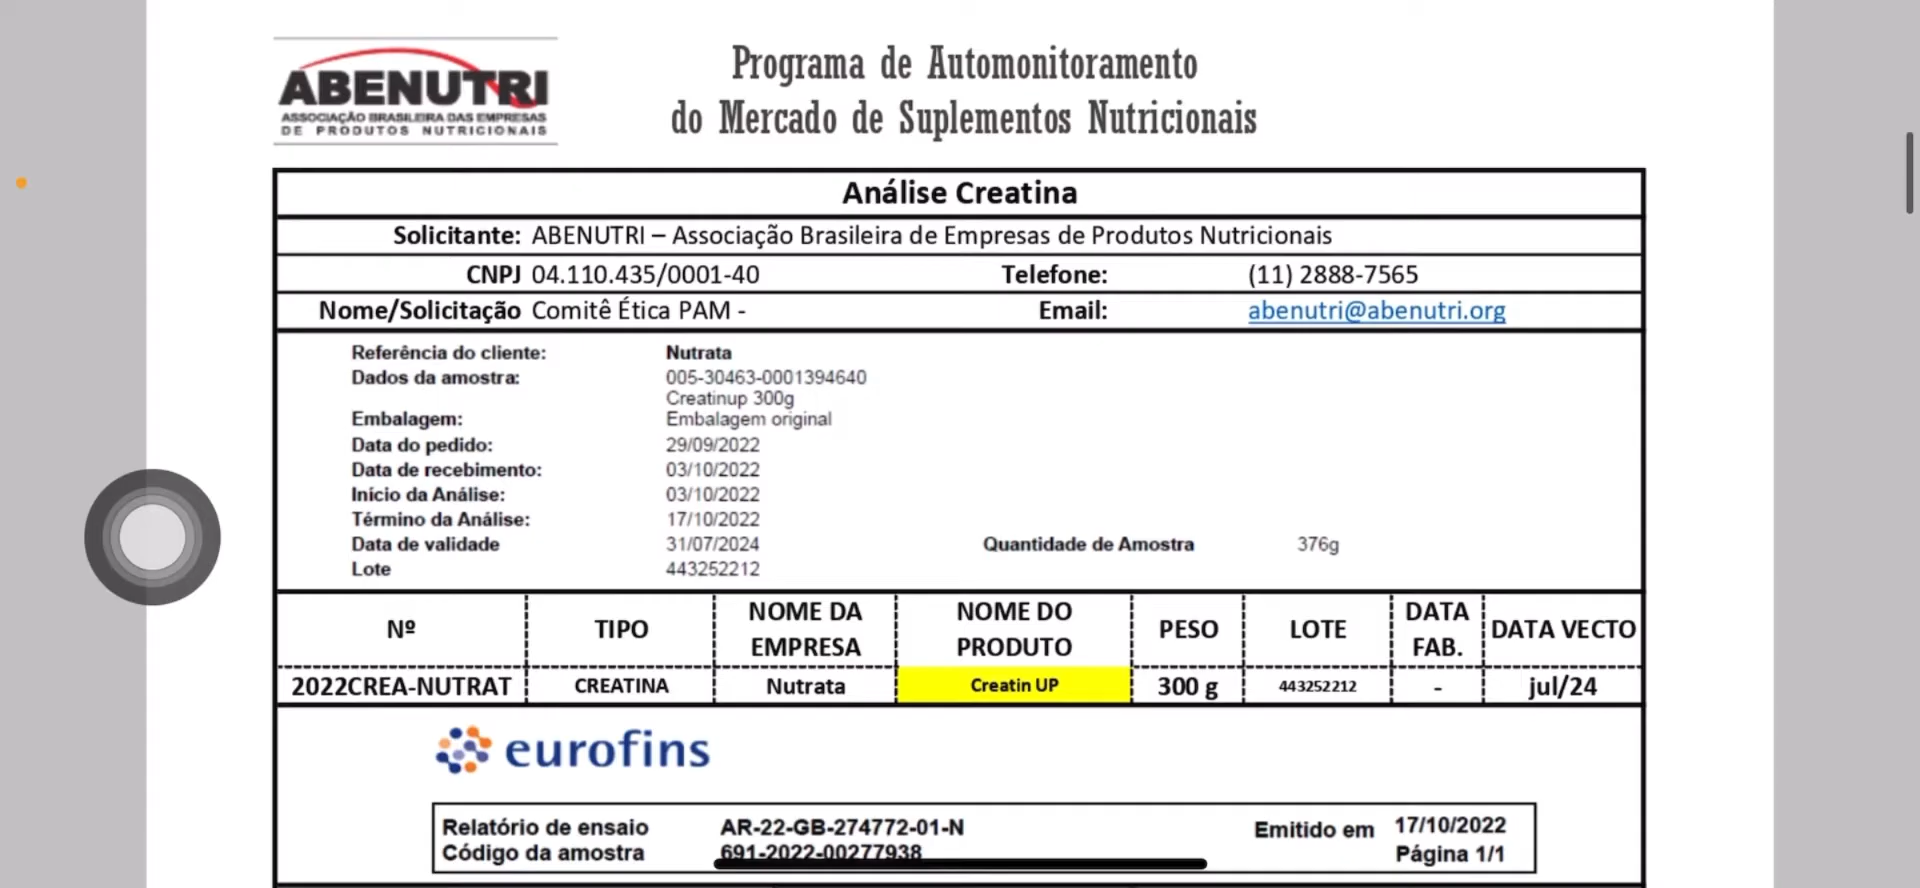 ABENUTRI
ASSOCIAÇÃO BRASILEIRA DAS EMPRESAS
DE PRODUTOS NUTRICIONAIS
Programa de Automonitoramento
do Mercado de Suplementos Nutricionais
Análise Creatina
Solicitante: ABENUTRI – Associação Brasileira de Empresas de Produtos Nutricionais
CNPJ 04.110.435/0001-40 Telefone: (11) 2888-7565
Nome/Solicitação Comitê Ética PAM - Email: abenutri@abenutri.org
Referência do cliente: Nutrata
Dados da amostra: 005-30463-0001394640
Creatinup 300g
Embalagem: Embalagem original
Data do pedido: 29/09/2022
Data de recebimento: 03/10/2022
Início da Análise: 03/10/2022
Término da Análise: 17/10/2022
Data de validade 31/07/2024 Quantidade de Amostra 376g
Lote 443252212
Nº TIPO NOME DA EMPRESA NOME DO PRODUTO PESO LOTE DATA FAB. DATA VECTO
2022CREA-NUTRAT CREATINA Nutrata Creatin UP 300 g 443252212 - jul/24
eurofins
Relatório de ensaio AR-22-GB-274772-01-N Emitido em 17/10/2022
Código da amostra 691-2022-00277938 Página 1/1